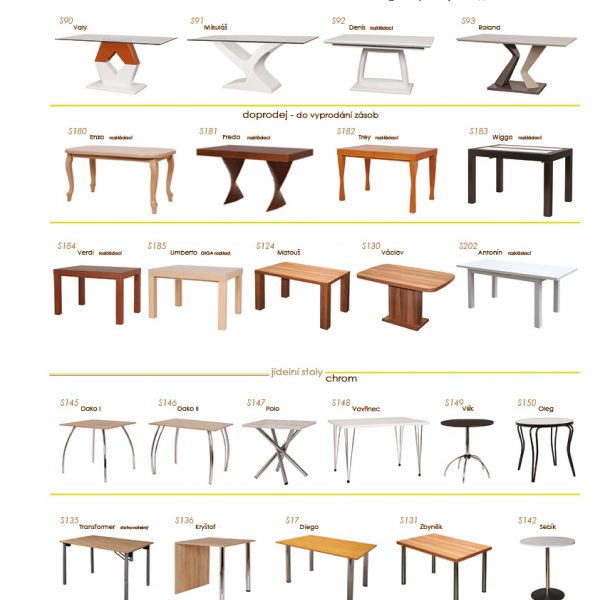 S90 S91 S92 S93
Valy Mikuláš Denis rozkládací Roland rozkládací
doprodej - do vyprodání zásob
S180 S181 S182 S183
Enzo rozkládací Fredo rozkládací Trey rozkládací Wiggo rozkládací
S184 S185 S124 S130 S202
Verdi rozkládací Umberto GIGA rozklad Matouš Václav Antonín rozkládací
jídelní stoly
chrom
S145 S146 S147 S148 S149 S150
Dako I Dako II Polo Vavřinec Vilík Oleg
S135 S136 S17 S131 S142
Transformer Kryštof Diego Zbyněk Sebík